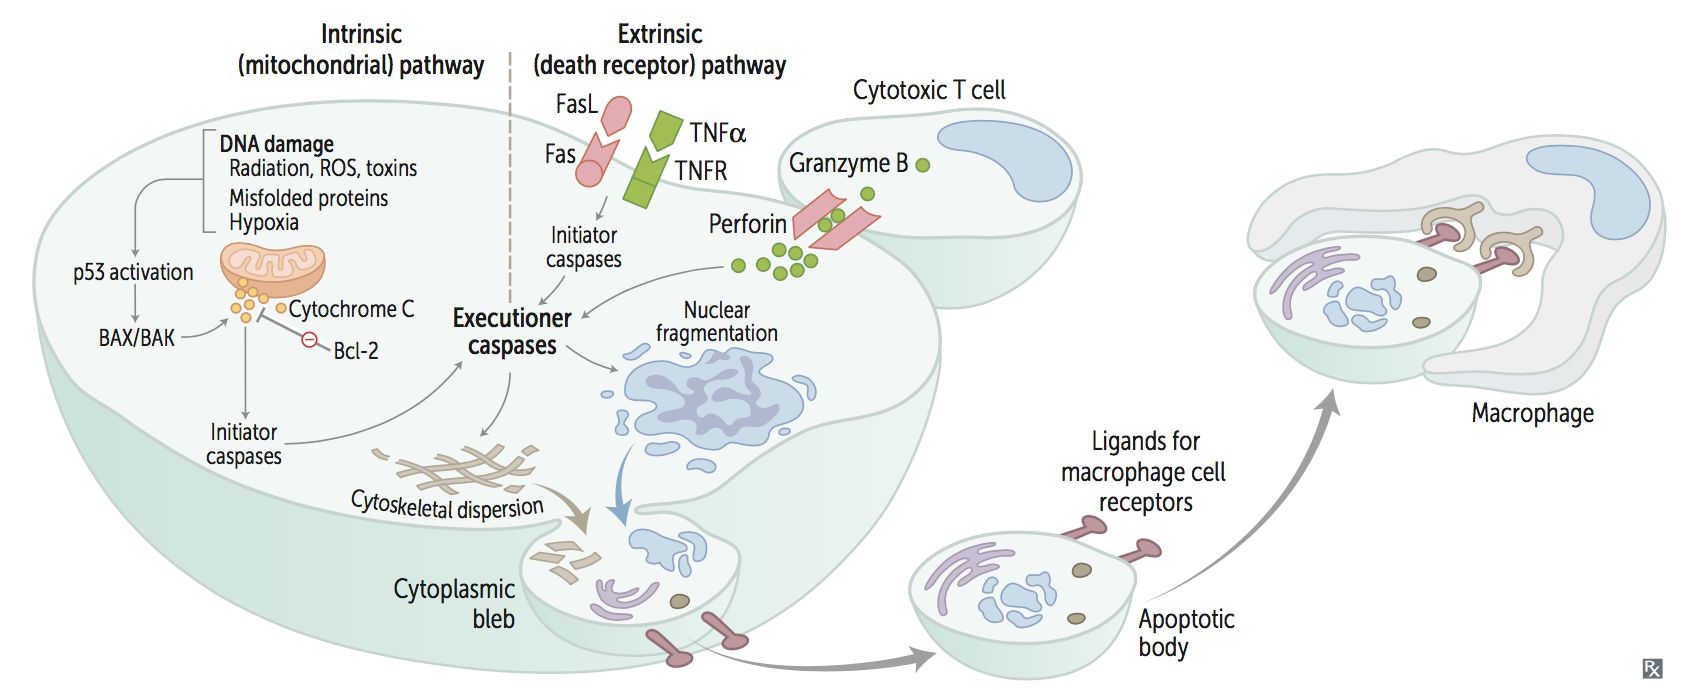 Intrinsic
(mitochondrial) pathway
Extrinsic
(death receptor) pathway
FasL
Fas
TNFα
TNFR
Cytotoxic T cell
Granzyme B
Perforin
DNA damage
Radiation, ROS, toxins
Misfolded proteins
Hypoxia
p53 activation
BAX/BAK
Cytochrome C
Bcl-2
Initiator
caspases
Initiator
caspases
Executioner
caspases
Nuclear
fragmentation
Cytoskeletal dispersion
Cytoplasmic
bleb
Ligands for
macrophage cell
receptors
Apoptotic
body
Macrophage
Rx